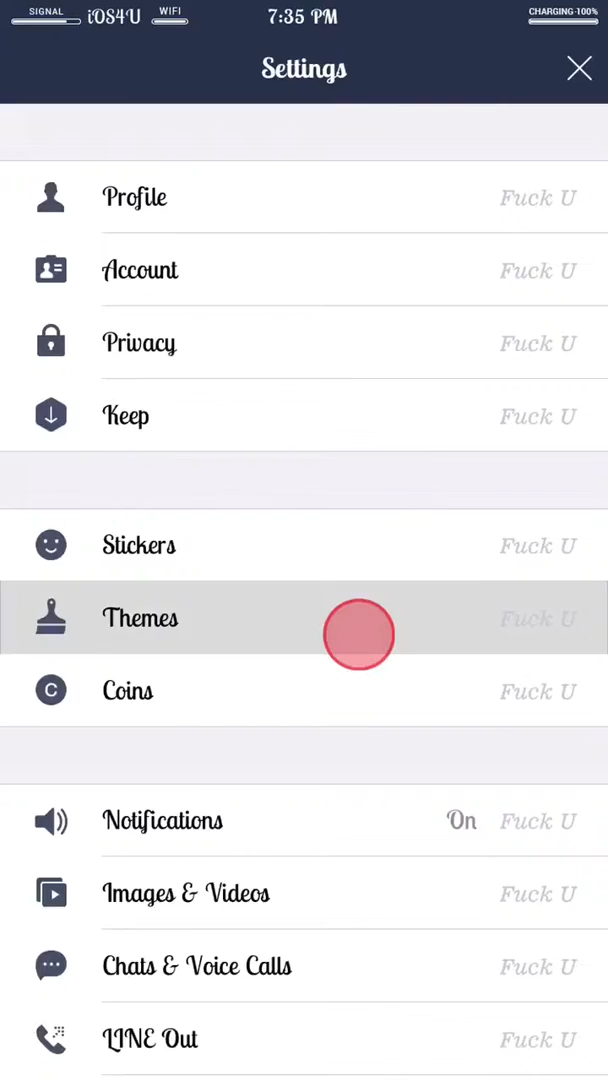 SIGNAL iOS4U WIFI 7:35 PM CHARGING 100%
Settings
Profile Fuck U
Account Fuck U
Privacy Fuck U
Keep Fuck U
Stickers Fuck U
Themes Fuck U
C Coins Fuck U
Notifications On Fuck U
Images & Videos Fuck U
Chats & Voice Calls Fuck U
LINE Out Fuck U